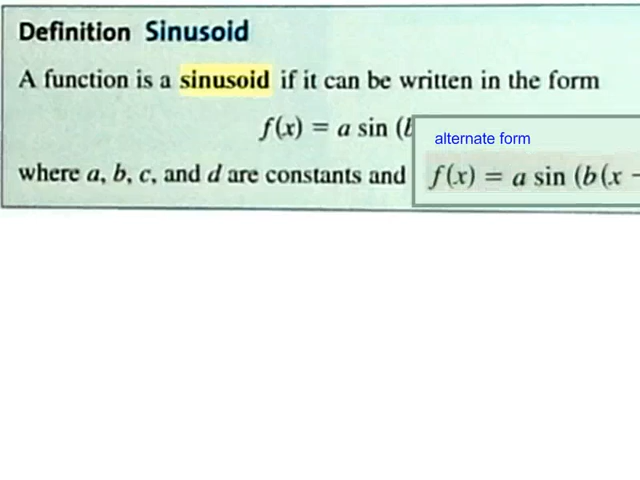 Definition Sinusoid
A function is a sinusoid if it can be written in the form
f(x) = a sin (
where a, b, c, and d are constants and
alternate form
f(x) = a sin (b(x −